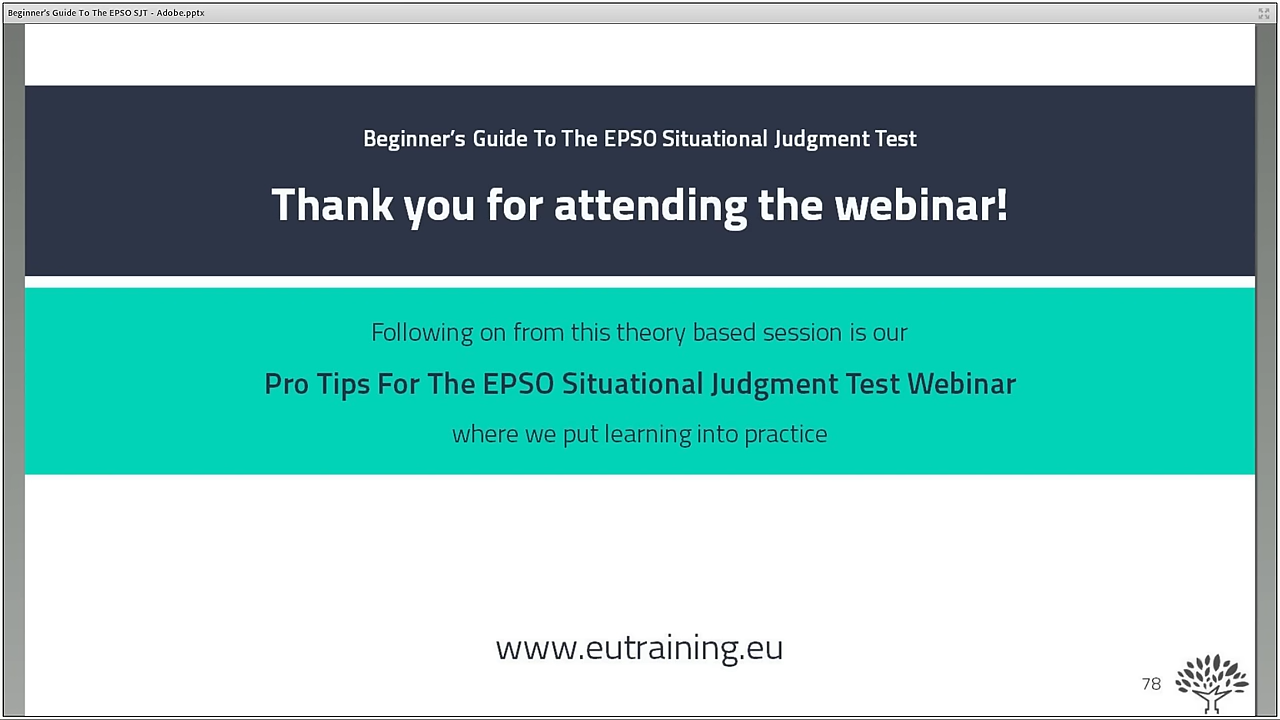 Beginner's Guide To The EPSO SJT - Adobe.pptx
Beginner’s Guide To The EPSO Situational Judgment Test
Thank you for attending the webinar!
Following on from this theory based session is our
Pro Tips For The EPSO Situational Judgment Test Webinar
where we put learning into practice
www.eutraining.eu
78